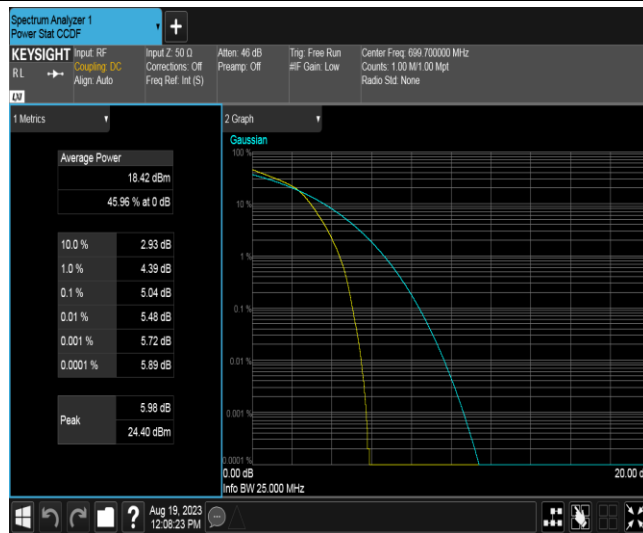 Spectrum Analyzer 1
Power Stat CCDF
+
KEYSIGHT
RL
LXI
Input: RF
Coupling: DC
Align: Auto
Input Z: 50 Ω
Corrections: Off
Freq Ref: Int (S)
Atten: 46 dB
Preamp: Off
Trig: Free Run
#IF Gain: Low
Center Freq: 699.700000 MHz
Counts: 1.00 M/1.00 Mpt
Radio Std: None
1 Metrics
Average Power
18.42 dBm
45.96 % at 0 dB
10.0 % 2.93 dB
1.0 % 4.39 dB
0.1 % 5.04 dB
0.01 % 5.48 dB
0.001 % 5.72 dB
0.0001 % 5.89 dB
Peak
5.98 dB
24.40 dBm
2 Graph
Gaussian
100 %
10 %
1 %
0.1 %
0.01 %
0.001 %
0.0001 %
0.00 dB
20.00 d
Info BW 25.000 MHz
?
Aug 19, 2023
12:08:23 PM